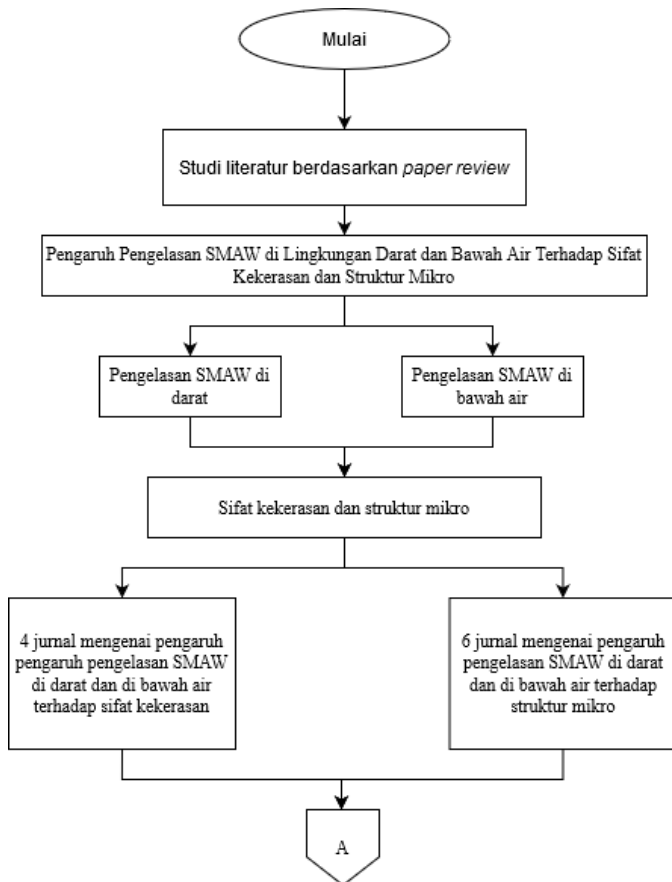 Mulai
Studi literatur berdasarkan paper review
Pengaruh Pengelasan SMAW di Lingkungan Darat dan Bawah Air Terhadap Sifat
Kekerasan dan Struktur Mikro
Pengelasan SMAW di
darat
Pengelasan SMAW di
bawah air
Sifat kekerasan dan struktur mikro
4 jurnal mengenai pengaruh
pengaruh pengelasan SMAW
di darat dan di bawah air
terhadap sifat kekerasan
6 jurnal mengenai pengaruh
pengelasan SMAW di darat
dan di bawah air terhadap
struktur mikro
A